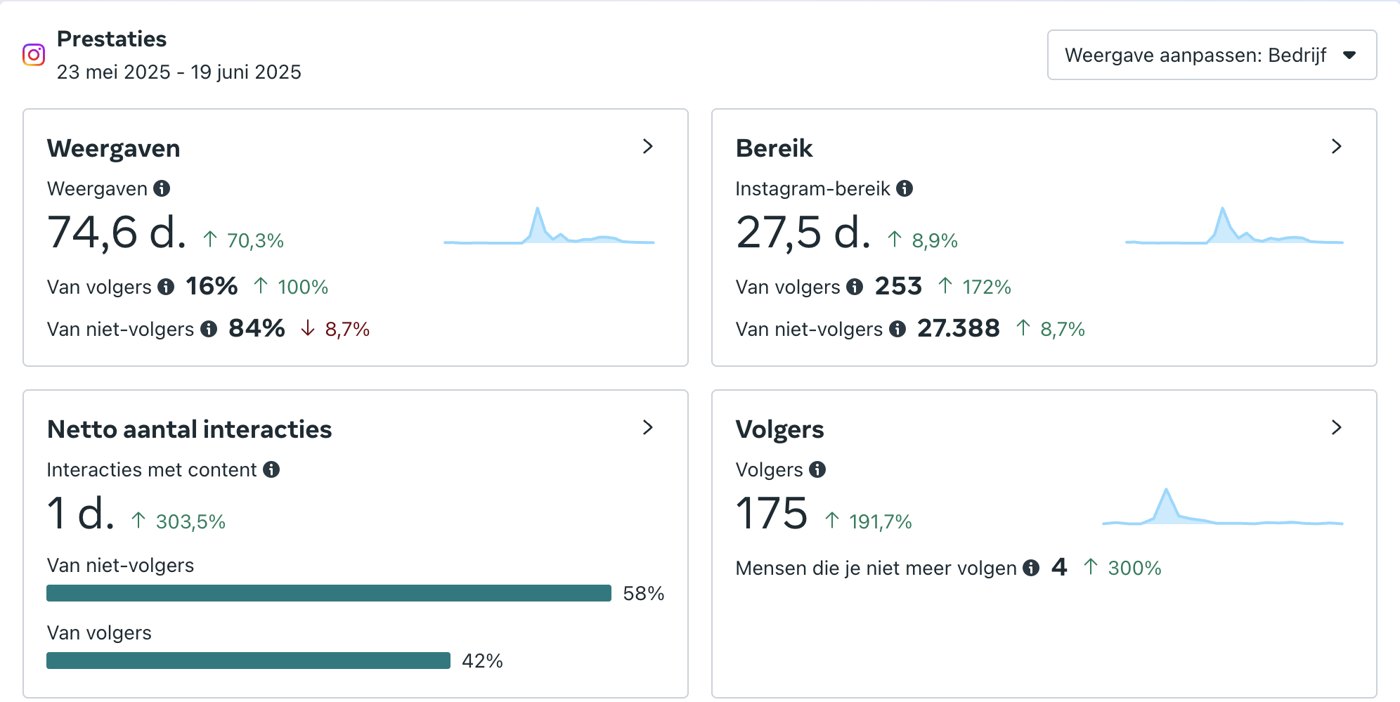 Prestaties
23 mei 2025 - 19 juni 2025
Weergave aanpassen: Bedrijf
Weergaven
Weergaven
74,6 d. ↑ 70,3%
Van volgers 16% ↑ 100%
Van niet-volgers 84% ↓ 8,7%
Bereik
Instagram-bereik
27,5 d. ↑ 8,9%
Van volgers 253 ↑ 172%
Van niet-volgers 27.388 ↑ 8,7%
Netto aantal interacties
Interacties met content
1 d. ↑ 303,5%
Van niet-volgers
58%
Van volgers
42%
Volgers
Volgers
175 ↑ 191,7%
Mensen die je niet meer volgen 4 ↑ 300%